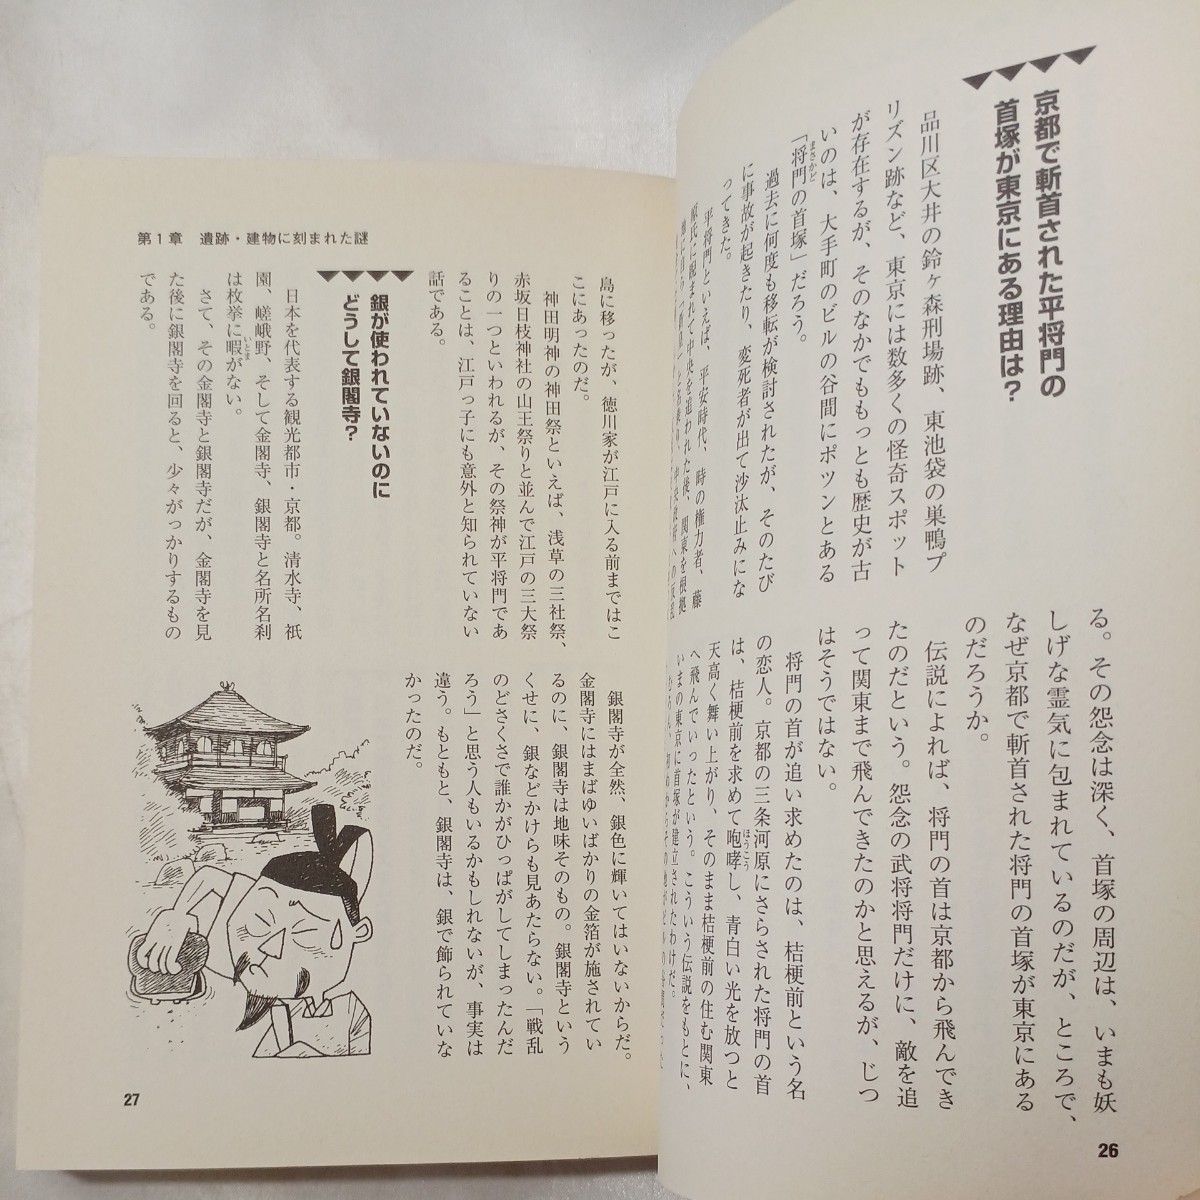 京都で斬首された平将門の
首塚が東京にある理由は？
品川区大井の鈴ヶ森刑場跡、東池袋の巣鴨プ
リズン跡など、東京には数多くの怪奇スポット
が存在するが、そのなかでももっとも歴史が古
いのは、大手町のビルの谷間にポツンとある
「将門の首塚」だろう。
まさかど
過去に何度も移転が検討されたが、そのたび
に事故が起きたり、変死者が出て沙汰止みにな
ってきた。
平将門といえば、平安時代、時の権力者、藤
原氏に疎まれて中央を追われた後、関東を根拠
る。その怨念は深く、首塚の周辺は、いまも妖
しげな霊気に包まれているのだが、ところで、
なぜ京都で斬首された将門の首塚が東京にある
のだろうか。
伝説によれば、将門の首は京都から飛んでき
たのだという。怨念の武将将門だけに、敵を追
って関東まで飛んできたのかと思えるが、じつ
はそうではない。
将門の首が追い求めたのは、桔梗前という名
の恋人。京都の三条河原にさらされた将門の首
は、桔梗前を求めて咆哮し、青白い光を放つと
ほうこう
天高く舞い上がり、そのまま桔梗前の住む関東
へ飛んでいったという。こういう伝説をもとに、
いまの東京に首塚が建立されたわけだ。
26
第1章 遺跡・建物に刻まれた謎
島に移ったが、徳川家が江戸に入る前まではこ
こにあったのだ。
神田明神の神田祭といえば、浅草の三社祭、
赤坂日枝神社の山王祭りと並んで江戸の三大祭
りの一つといわれるが、その祭神が平将門であ
ることは、江戸っ子にも意外と知られていない
話である。
銀が使われていないのに
どうして銀閣寺？
日本を代表する観光都市・京都。清水寺、祇
園、嵯峨野、そして金閣寺、銀閣寺と名所名刹
は枚挙に暇がない。
いとま
さて、その金閣寺と銀閣寺だが、金閣寺を見
た後に銀閣寺を回ると、少々がっかりするもの
である。
銀閣寺が全然、銀色に輝いてはいないからだ。
金閣寺にはまばゆいばかりの金箔が施されてい
るのに、銀閣寺は地味そのもの。銀閣寺という
くせに、銀などかけらも見あたらない。「戦乱
のどさくさで誰かがひっぱがしてしまったんだ
ろう」と思う人もいるかもしれないが、事実は
違う。もともと、銀閣寺は、銀で飾られていな
かったのだ。
27